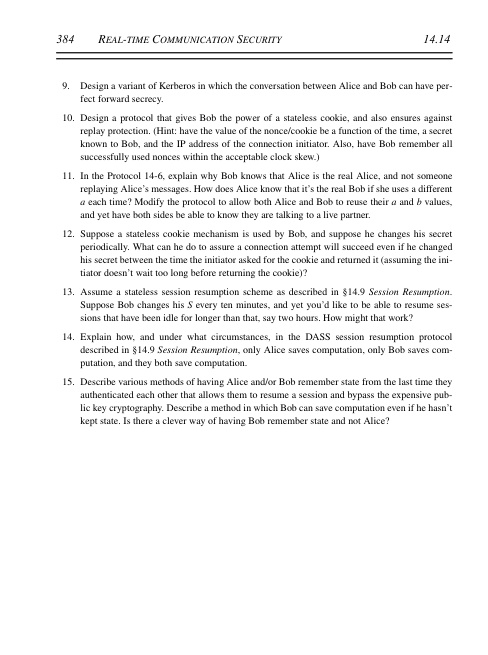 384 REAL-TIME COMMUNICATION SECURITY 14.14
9. Design a variant of Kerberos in which the conversation between Alice and Bob can have per-
fect forward secrecy.
10. Design a protocol that gives Bob the power of a stateless cookie, and also ensures against
replay protection. (Hint: have the value of the nonce/cookie be a function of the time, a secret
known to Bob, and the IP address of the connection initiator. Also, have Bob remember all
successfully used nonces within the acceptable clock skew.)
11. In the Protocol 14-6, explain why Bob knows that Alice is the real Alice, and not someone
replaying Alice's messages. How does Alice know that it's the real Bob if she uses a different
a each time? Modify the protocol to allow both Alice and Bob to reuse their a and b values,
and yet have both sides be able to know they are talking to a live partner.
12. Suppose a stateless cookie mechanism is used by Bob, and suppose he changes his secret
periodically. What can he do to assure a connection attempt will succeed even if he changed
his secret between the time the initiator asked for the cookie and returned it (assuming the ini-
tiator doesn't wait too long before returning the cookie)?
13. Assume a stateless session resumption scheme as described in §14.9 Session Resumption.
Suppose Bob changes his S every ten minutes, and yet you'd like to be able to resume ses-
sions that have been idle for longer than that, say two hours. How might that work?
14. Explain how, and under what circumstances, in the DASS session resumption protocol
described in §14.9 Session Resumption, only Alice saves computation, only Bob saves com-
putation, and they both save computation.
15. Describe various methods of having Alice and/or Bob remember state from the last time they
authenticated each other that allows them to resume a session and bypass the expensive pub-
lic key cryptography. Describe a method in which Bob can save computation even if he hasn't
kept state. Is there a clever way of having Bob remember state and not Alice?